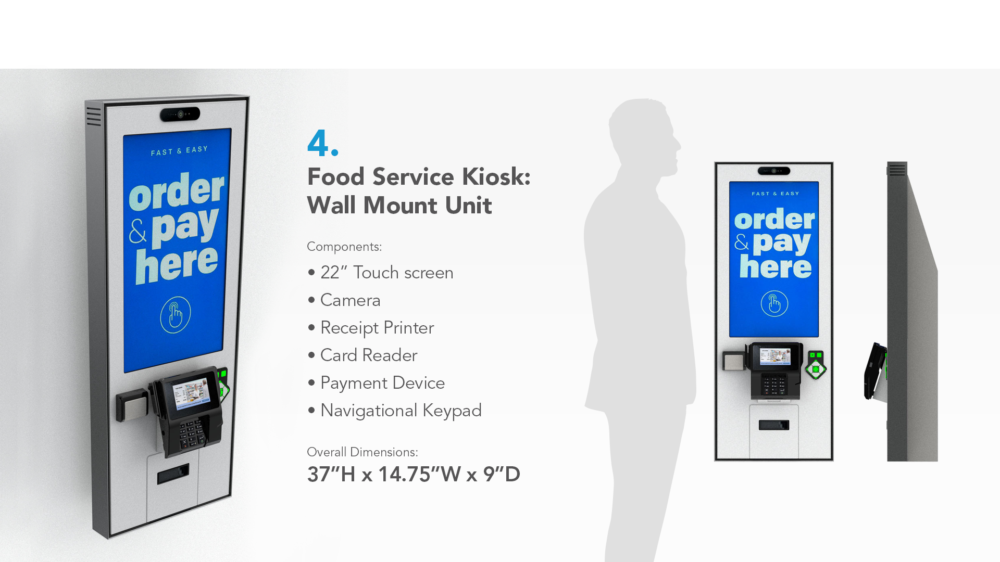 FAST & EASY
order
& pay
here
4.
Food Service Kiosk:
Wall Mount Unit
Components:
• 22” Touch screen
• Camera
• Receipt Printer
• Card Reader
• Payment Device
• Navigational Keypad
Overall Dimensions:
37”H x 14.75”W x 9”D
FAST & EASY
order
& pay
here